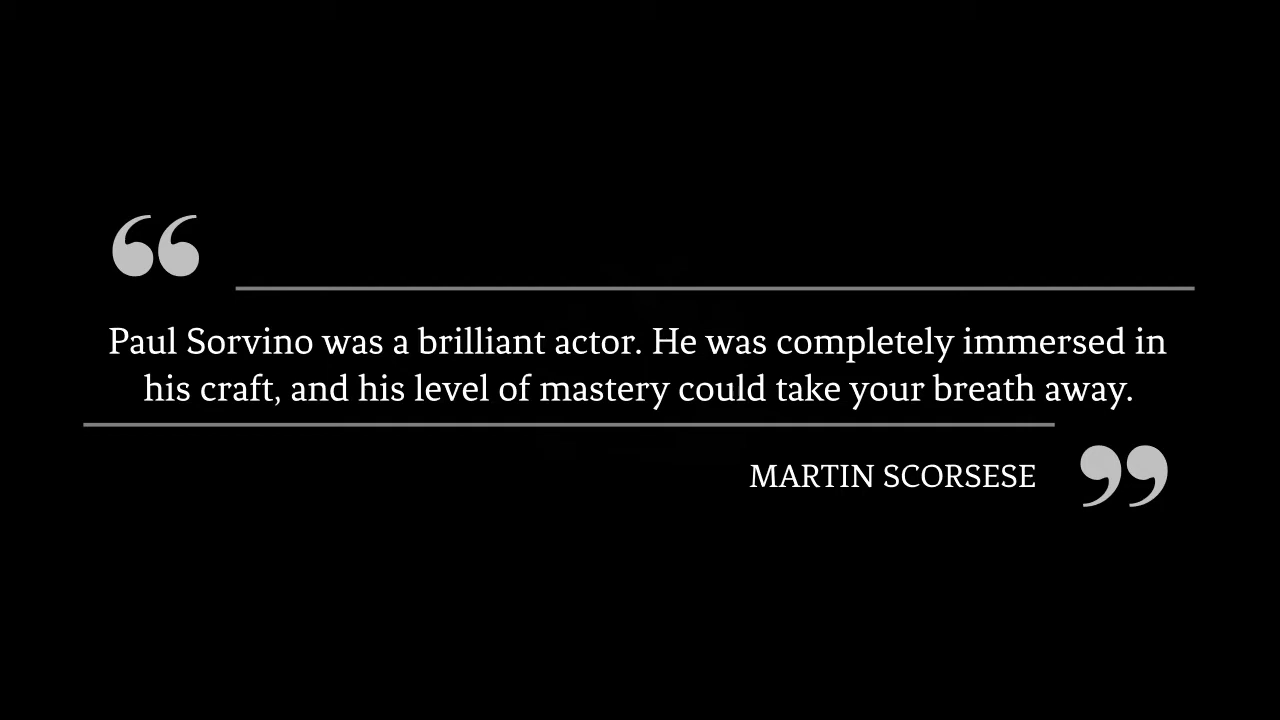 “
Paul Sorvino was a brilliant actor. He was completely immersed in
his craft, and his level of mastery could take your breath away.
MARTIN SCORSESE
”